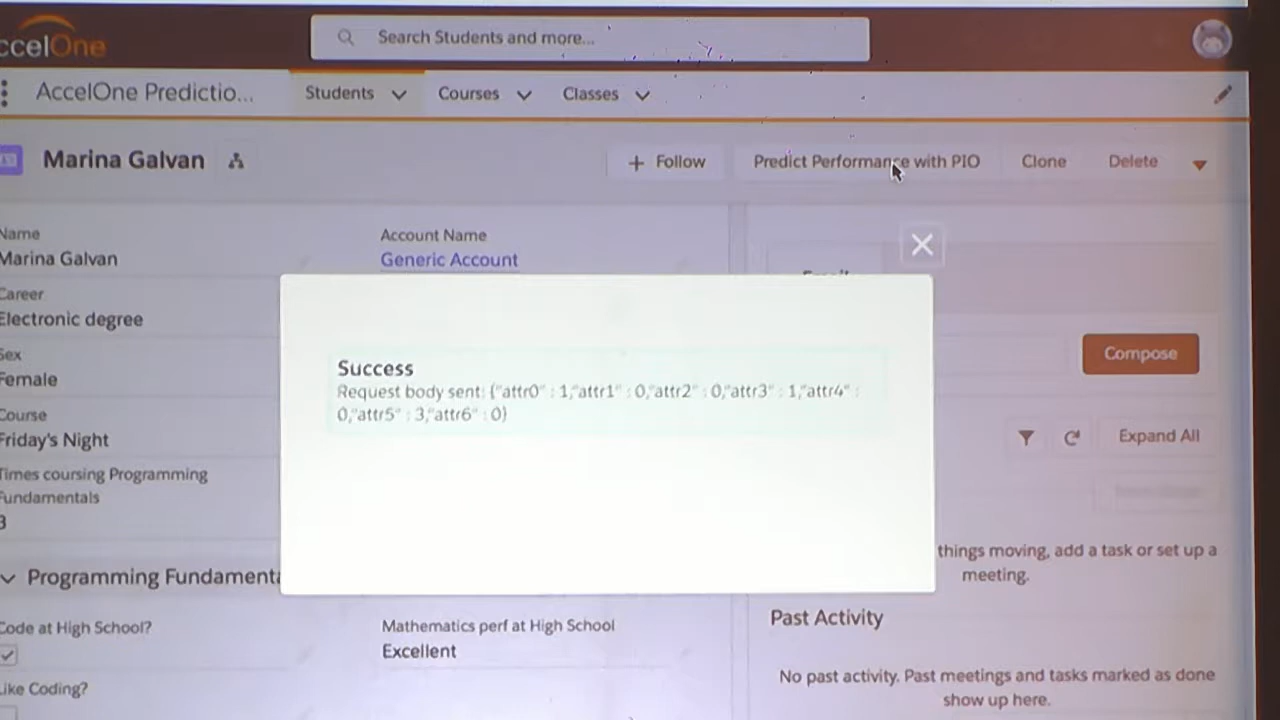 ccelOne
Search Students and more...
AccelOne Predictio...
Students
Courses
Classes
Marina Galvan
Follow
Predict Performance with PIO
Clone
Delete
Name
Marina Galvan
Account Name
Generic Account
Career
Electronic degree
Sex
Female
Course
Friday's Night
Times coursing Programming
Fundamentals
3
Success
Request body sent: {"attr0" : 1,"attr1" : 0,"attr2" : 0,"attr3" : 1,"attr4" :
0,"attr5" : 3,"attr6" : 0}
Compose
Expand All
things moving, add a task or set up a
meeting.
Programming Fundamenta
Code at High School?
Mathematics perf at High School
Excellent
Like Coding?
Past Activity
No past activity. Past meetings and tasks marked as done
show up here.